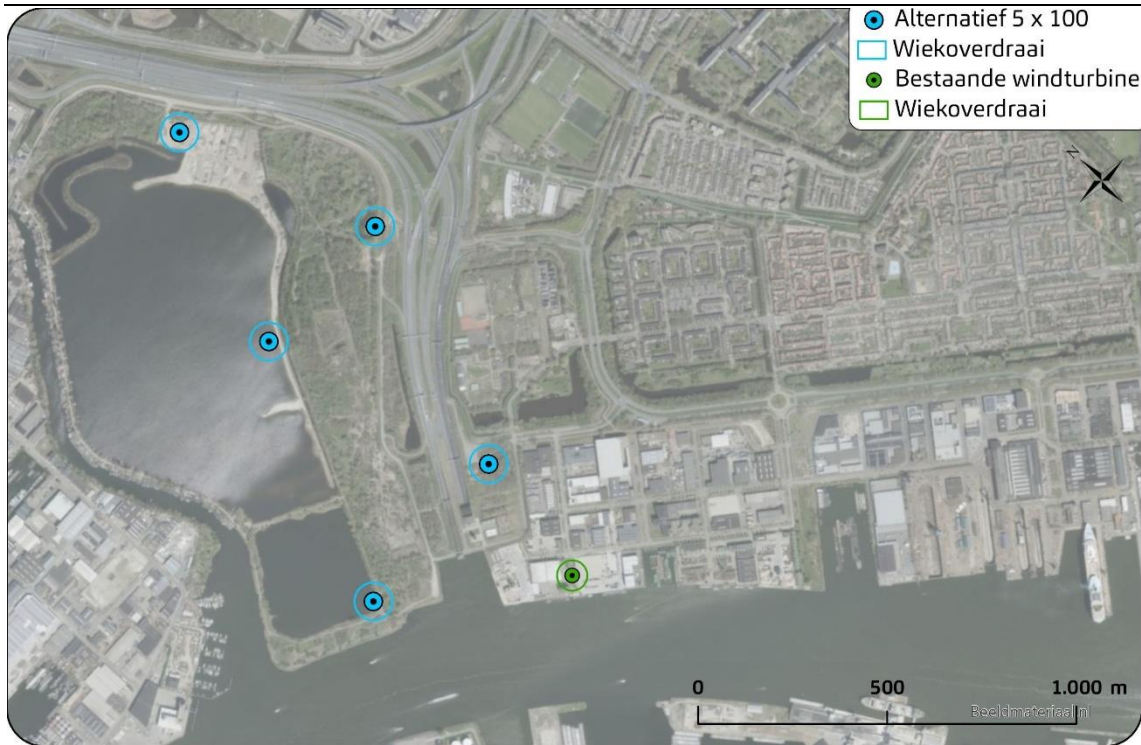 Alternatief 5 x 100
Wiekoverdraai
Bestaande windturbine
Wiekoverdraai
N
0 500 1.000 m
Beeldmateriaal.nl